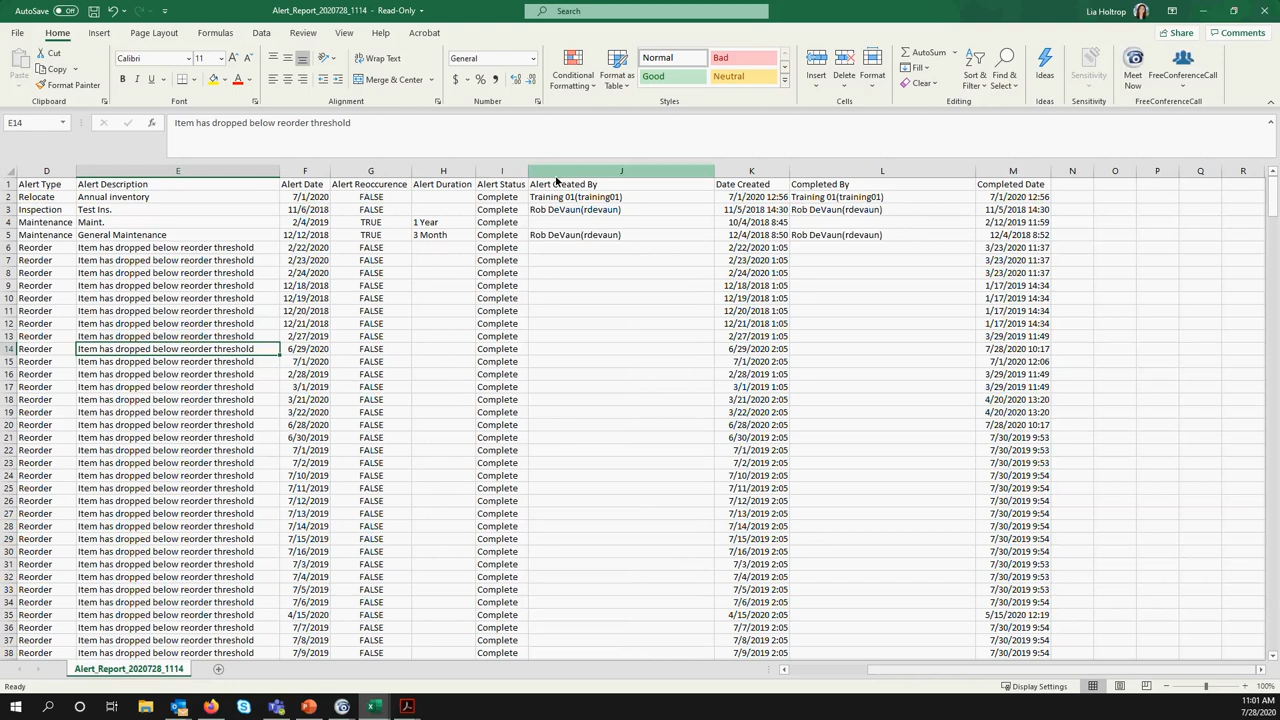 AutoSave Off Alert_Report_2020728_1114 - Read-Only Search Lia Holtrop
File Home Insert Page Layout Formulas Data Review View Help Acrobat Share Comments
Paste Cut Copy Format Painter Clipboard
Calibri 11 B I U Font
Wrap Text Merge & Center Alignment
General $ % Number
Conditional Formatting Format as Table Normal Bad Good Neutral Styles
Insert Delete Format Cells
AutoSum Fill Clear Sort & Filter Find & Select Editing
Ideas Ideas
Sensitivity Sensitivity
Meet Now FreeConferenceCall FreeConferenceCall
E14 fx Item has dropped below reorder threshold
D E F G H I J K L M N O P Q R
1 Alert Type Alert Description Alert Date Alert Reoccurence Alert Duration Alert Status Alert Created By Date Created Completed By Completed Date
2 Relocate Annual inventory 7/1/2020 FALSE Complete Training 01(training01) 7/1/2020 12:56 Training 01(training01) 7/1/2020 12:56
3 Inspection Test Ins. 11/6/2018 FALSE Complete Rob DeVaun(rdevaun) 11/5/2018 14:30 Rob DeVaun(rdevaun) 11/5/2018 14:30
4 Maintenance Maint. 2/4/2019 TRUE 1 Year Complete 10/4/2018 8:45 2/12/2019 11:59
5 Maintenance General Maintenance 12/12/2018 TRUE 3 Month Complete Rob DeVaun(rdevaun) 12/4/2018 8:50 Rob DeVaun(rdevaun) 12/4/2018 8:52
6 Reorder Item has dropped below reorder threshold 2/22/2020 FALSE Complete 2/22/2020 1:05 3/23/2020 11:37
7 Reorder Item has dropped below reorder threshold 2/23/2020 FALSE Complete 2/23/2020 1:05 3/23/2020 11:37
8 Reorder Item has dropped below reorder threshold 2/24/2020 FALSE Complete 2/24/2020 1:05 3/23/2020 11:37
9 Reorder Item has dropped below reorder threshold 12/18/2018 FALSE Complete 12/18/2018 1:05 1/17/2019 14:34
10 Reorder Item has dropped below reorder threshold 12/19/2018 FALSE Complete 12/19/2018 1:05 1/17/2019 14:34
11 Reorder Item has dropped below reorder threshold 12/20/2018 FALSE Complete 12/20/2018 1:05 1/17/2019 14:34
12 Reorder Item has dropped below reorder threshold 12/21/2018 FALSE Complete 12/21/2018 1:05 1/17/2019 14:34
13 Reorder Item has dropped below reorder threshold 2/27/2019 FALSE Complete 2/27/2019 1:05 3/29/2019 11:49
14 Reorder Item has dropped below reorder threshold 6/29/2020 FALSE Complete 6/29/2020 2:05 7/28/2020 10:17
15 Reorder Item has dropped below reorder threshold 7/1/2020 FALSE Complete 7/1/2020 2:05 7/1/2020 12:06
16 Reorder Item has dropped below reorder threshold 2/28/2019 FALSE Complete 2/28/2019 1:05 3/29/2019 11:49
17 Reorder Item has dropped below reorder threshold 3/1/2019 FALSE Complete 3/1/2019 1:05 3/29/2019 11:49
18 Reorder Item has dropped below reorder threshold 3/21/2020 FALSE Complete 3/21/2020 2:05 4/20/2020 13:20
19 Reorder Item has dropped below reorder threshold 3/22/2020 FALSE Complete 3/22/2020 2:05 4/20/2020 13:20
20 Reorder Item has dropped below reorder threshold 6/28/2020 FALSE Complete 6/28/2020 2:05 7/28/2020 10:17
21 Reorder Item has dropped below reorder threshold 6/30/2019 FALSE Complete 6/30/2019 2:05 7/30/2019 9:53
22 Reorder Item has dropped below reorder threshold 7/1/2019 FALSE Complete 7/1/2019 2:05 7/30/2019 9:53
23 Reorder Item has dropped below reorder threshold 7/2/2019 FALSE Complete 7/2/2019 2:05 7/30/2019 9:53
24 Reorder Item has dropped below reorder threshold 7/10/2019 FALSE Complete 7/10/2019 2:05 7/30/2019 9:54
25 Reorder Item has dropped below reorder threshold 7/11/2019 FALSE Complete 7/11/2019 2:05 7/30/2019 9:54
26 Reorder Item has dropped below reorder threshold 7/12/2019 FALSE Complete 7/12/2019 2:05 7/30/2019 9:54
27 Reorder Item has dropped below reorder threshold 7/13/2019 FALSE Complete 7/13/2019 2:05 7/30/2019 9:54
28 Reorder Item has dropped below reorder threshold 7/14/2019 FALSE Complete 7/14/2019 2:05 7/30/2019 9:54
29 Reorder Item has dropped below reorder threshold 7/15/2019 FALSE Complete 7/15/2019 2:05 7/30/2019 9:54
30 Reorder Item has dropped below reorder threshold 7/16/2019 FALSE Complete 7/16/2019 2:05 7/30/2019 9:54
31 Reorder Item has dropped below reorder threshold 7/3/2019 FALSE Complete 7/3/2019 2:05 7/30/2019 9:53
32 Reorder Item has dropped below reorder threshold 7/4/2019 FALSE Complete 7/4/2019 2:05 7/30/2019 9:53
33 Reorder Item has dropped below reorder threshold 7/5/2019 FALSE Complete 7/5/2019 2:05 7/30/2019 9:53
34 Reorder Item has dropped below reorder threshold 7/6/2019 FALSE Complete 7/6/2019 2:05 7/30/2019 9:54
35 Reorder Item has dropped below reorder threshold 4/15/2020 FALSE Complete 4/15/2020 2:05 5/15/2020 12:19
36 Reorder Item has dropped below reorder threshold 7/7/2019 FALSE Complete 7/7/2019 2:05 7/30/2019 9:54
37 Reorder Item has dropped below reorder threshold 7/8/2019 FALSE Complete 7/8/2019 2:05 7/30/2019 9:54
38 Reorder Item has dropped below reorder threshold 7/9/2019 FALSE Complete 7/9/2019 2:05 7/30/2019 9:54
Alert_Report_2020728_1114
Ready Display Settings 100%
11:01 AM
7/28/2020